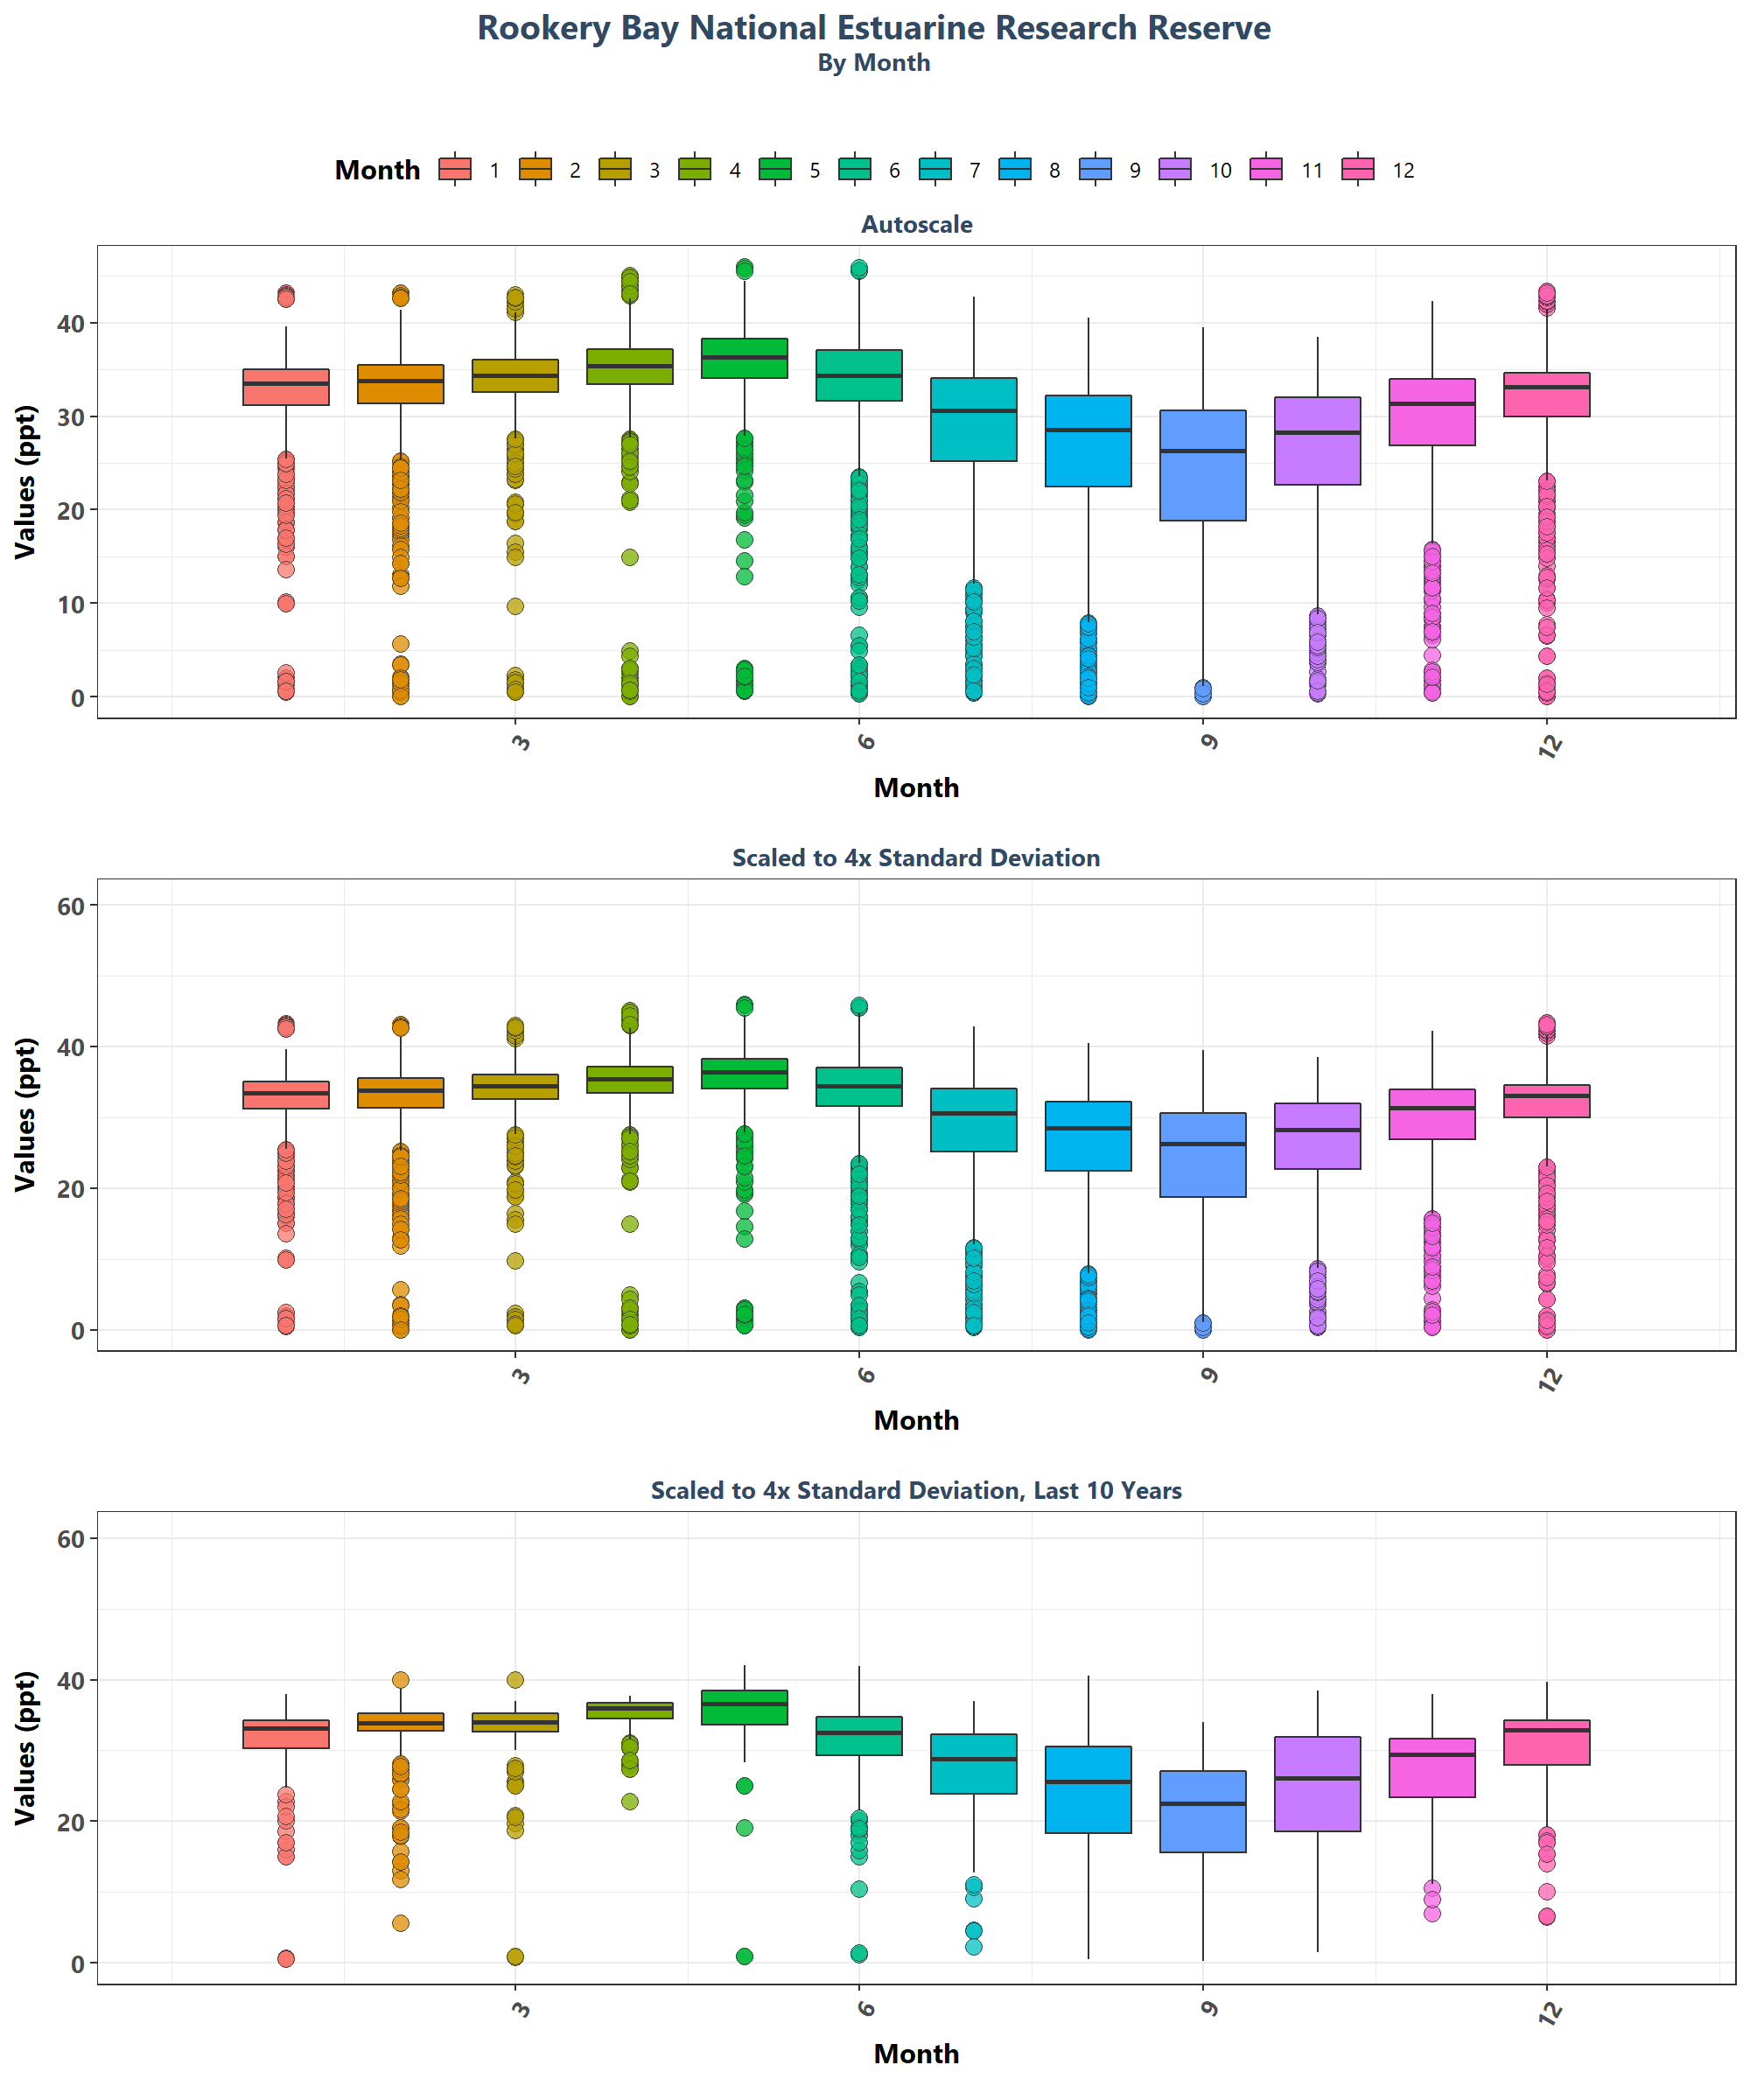 Rookery Bay National Estuarine Research Reserve
By Month
Month 1 2 3 4 5 6 7 8 9 10 11 12
Autoscale
Values (ppt)
40
30
20
10
0
3 6 9 12
Month
Scaled to 4x Standard Deviation
Values (ppt)
60
40
20
0
3 6 9 12
Month
Scaled to 4x Standard Deviation, Last 10 Years
Values (ppt)
60
40
20
0
3 6 9 12
Month